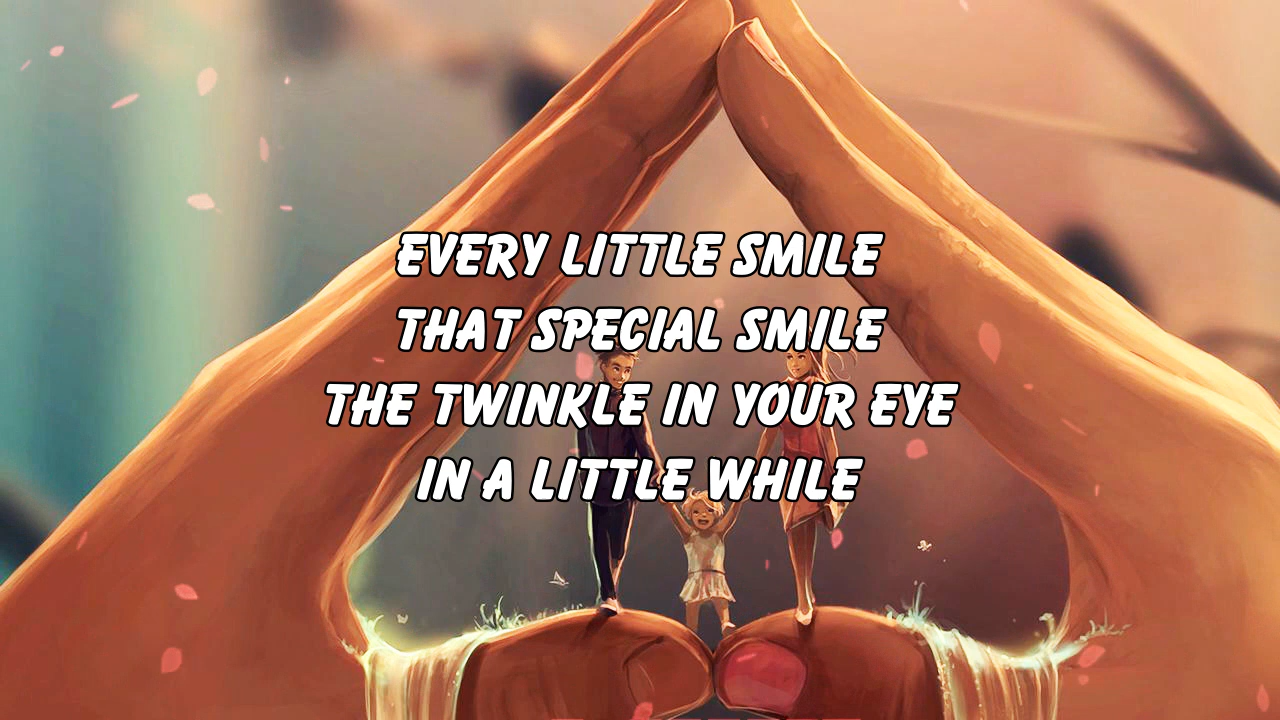 EVERY LITTLE SMILE
THAT SPECIAL SMILE
THE TWINKLE IN YOUR EYE
IN A LITTLE WHILE